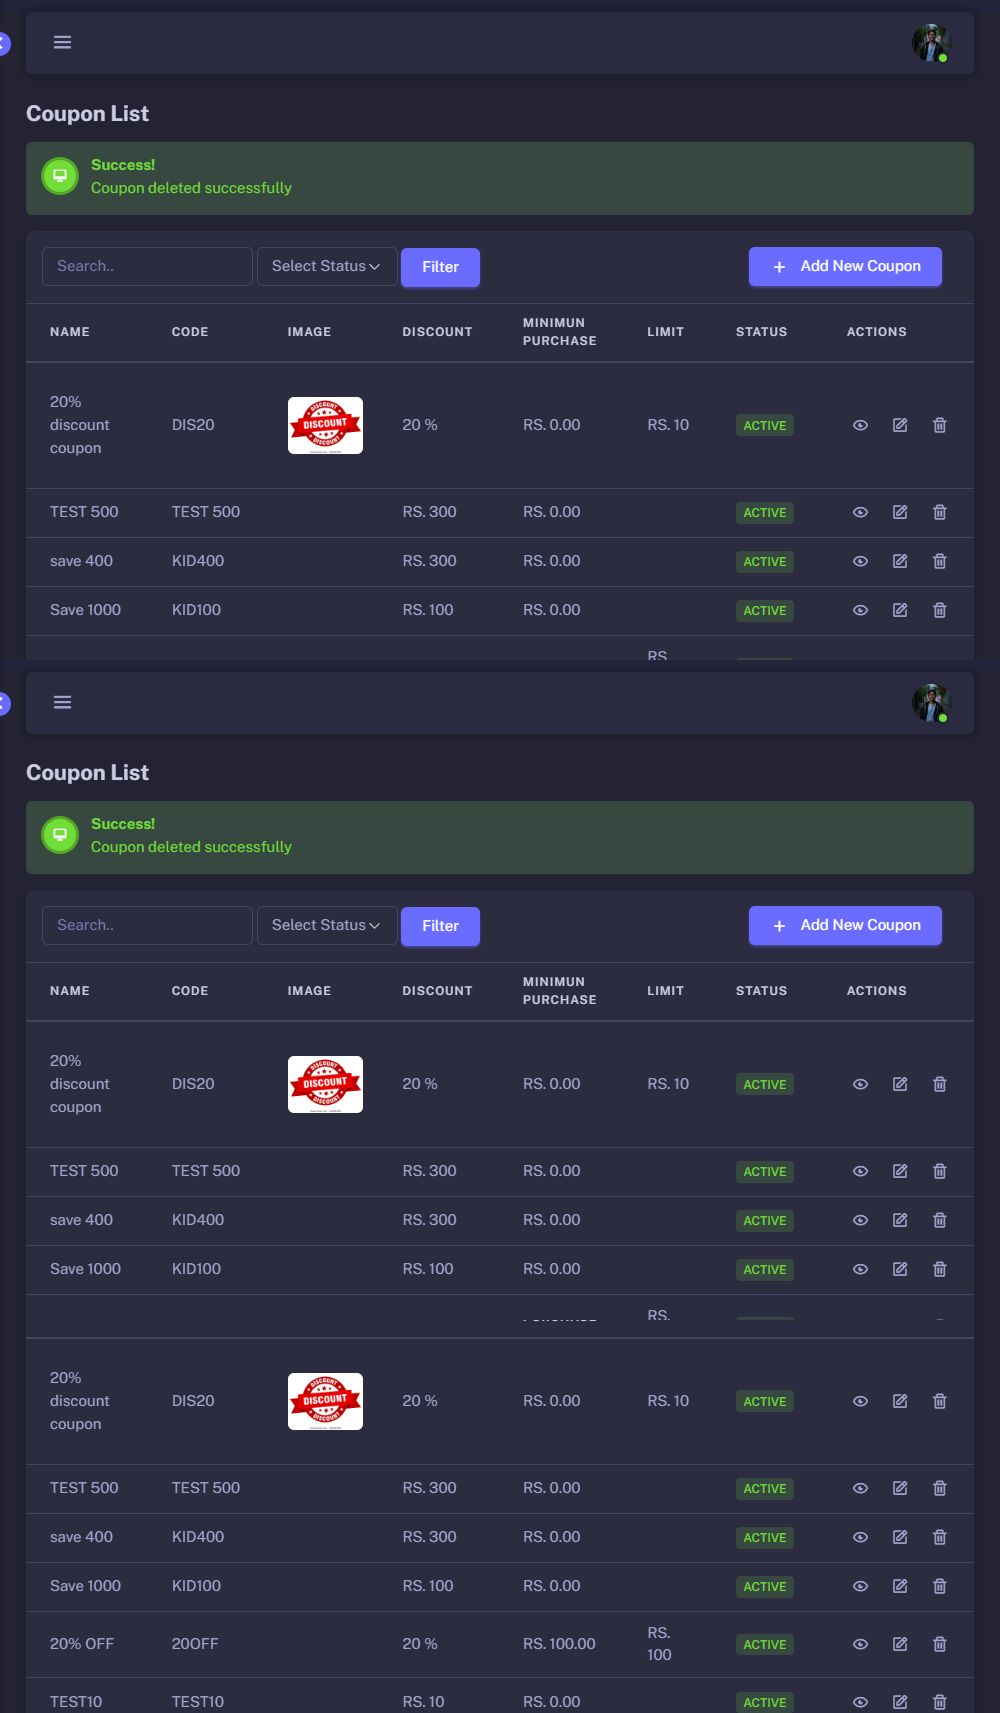 Coupon List
Success!
Coupon deleted successfully
Search.. Select Status Filter + Add New Coupon
NAME CODE IMAGE DISCOUNT MINIMUN PURCHASE LIMIT STATUS ACTIONS
20% discount coupon DIS20 DISCOUNT DISCOUNT DISCOUNT 20 % RS. 0.00 RS. 10 ACTIVE
TEST 500 TEST 500 RS. 300 RS. 0.00 ACTIVE
save 400 KID400 RS. 300 RS. 0.00 ACTIVE
Save 1000 KID100 RS. 100 RS. 0.00 ACTIVE
RS.
Coupon List
Success!
Coupon deleted successfully
Search.. Select Status Filter + Add New Coupon
NAME CODE IMAGE DISCOUNT MINIMUN PURCHASE LIMIT STATUS ACTIONS
20% discount coupon DIS20 DISCOUNT DISCOUNT DISCOUNT 20 % RS. 0.00 RS. 10 ACTIVE
TEST 500 TEST 500 RS. 300 RS. 0.00 ACTIVE
save 400 KID400 RS. 300 RS. 0.00 ACTIVE
Save 1000 KID100 RS. 100 RS. 0.00 ACTIVE
RS.
20% discount coupon DIS20 DISCOUNT DISCOUNT DISCOUNT 20 % RS. 0.00 RS. 10 ACTIVE
TEST 500 TEST 500 RS. 300 RS. 0.00 ACTIVE
save 400 KID400 RS. 300 RS. 0.00 ACTIVE
Save 1000 KID100 RS. 100 RS. 0.00 ACTIVE
20% OFF 20OFF 20 % RS. 100.00 RS. 100 ACTIVE
TEST10 TEST10 RS. 10 RS. 0.00 ACTIVE